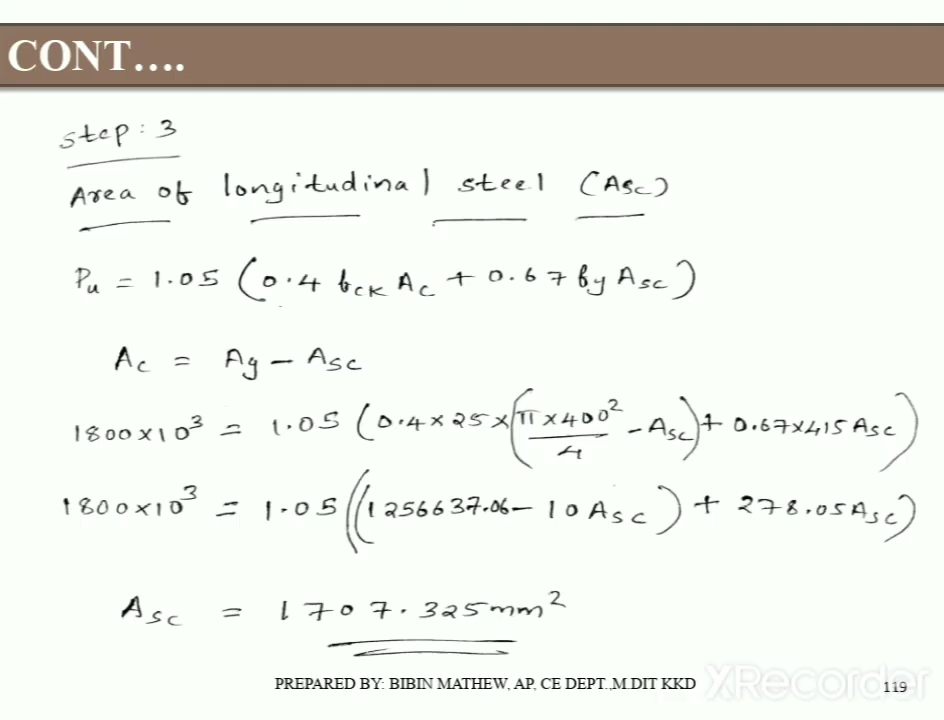 CONT....
Step : 3
Area of longitudinal steel (Asc)
Pu = 1.05 (0.4 fck Ac + 0.67 fy Asc)
Ac = Ag - Asc
1800×10³ = 1.05 (0.4×25×(π×400²/4 - Asc) + 0.67×415 Asc)
1800×10³ = 1.05 ((1256637.06 - 10 Asc) + 278.05 Asc)
Asc = 1707.325mm²
PREPARED BY: BIBIN MATHEW, AP, CE DEPT.,M.DIT KKD
XRecorder
119